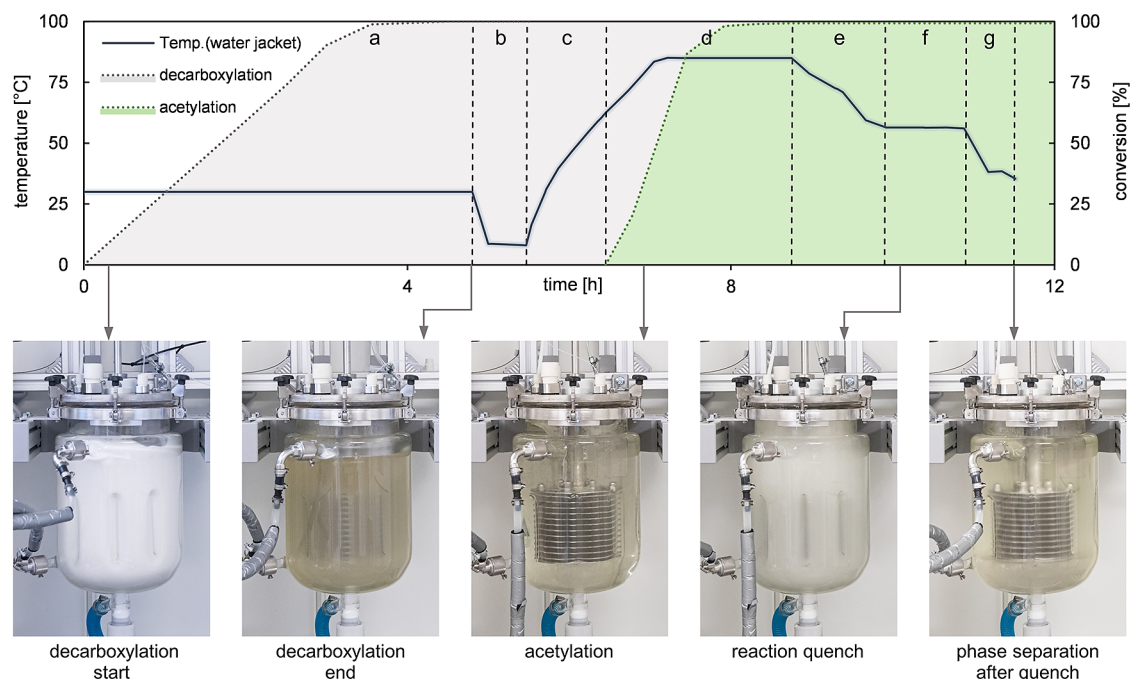 100
75
50
25
0
temperature [°C]
Temp.(water jacket)
decarboxylation
acetylation
a
b
c
d
e
f
g
100
75
50
25
0
conversion [%]
0
4
8
12
time [h]
decarboxylation
start
decarboxylation
end
acetylation
reaction quench
phase separation
after quench